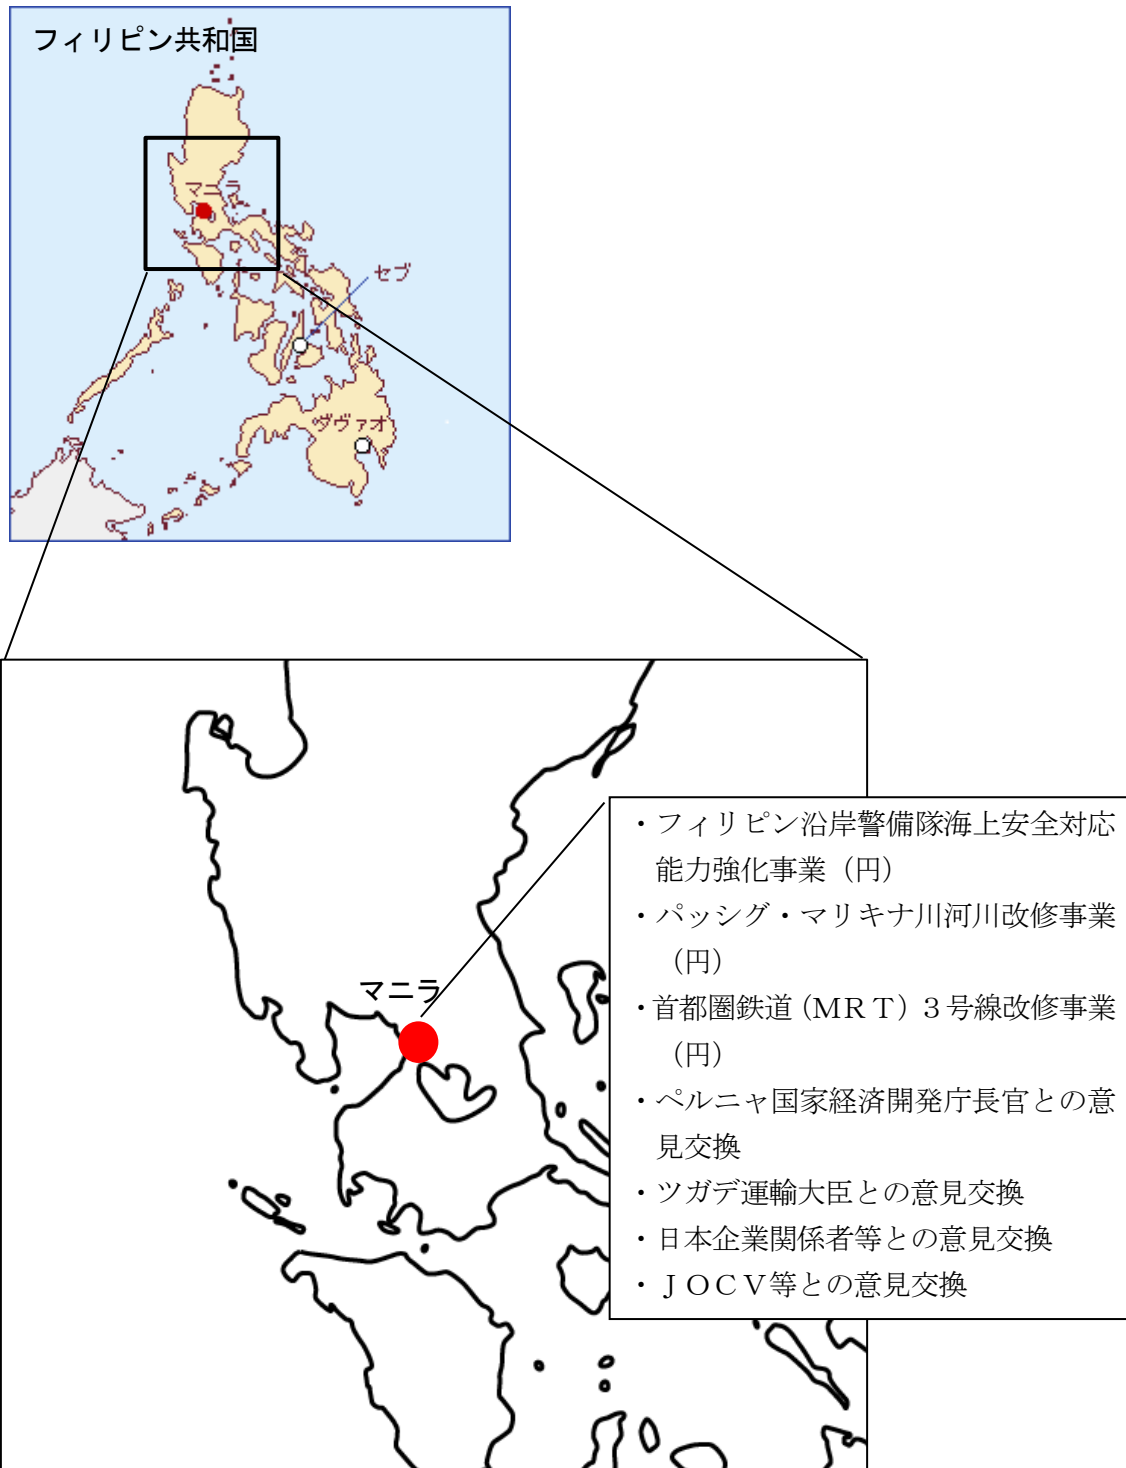 フィリピン共和国
マニラ
セブ
ダヴァオ
マニラ
・フィリピン沿岸警備隊海上安全対応
能力強化事業（円）
・パッシグ・マリキナ川河川改修事業
（円）
・首都圏鉄道（ＭＲＴ）３号線改修事業
（円）
・ペルニャ国家経済開発庁長官との意
見交換
・ツガデ運輸大臣との意見交換
・日本企業関係者等との意見交換
・ＪＯＣＶ等との意見交換